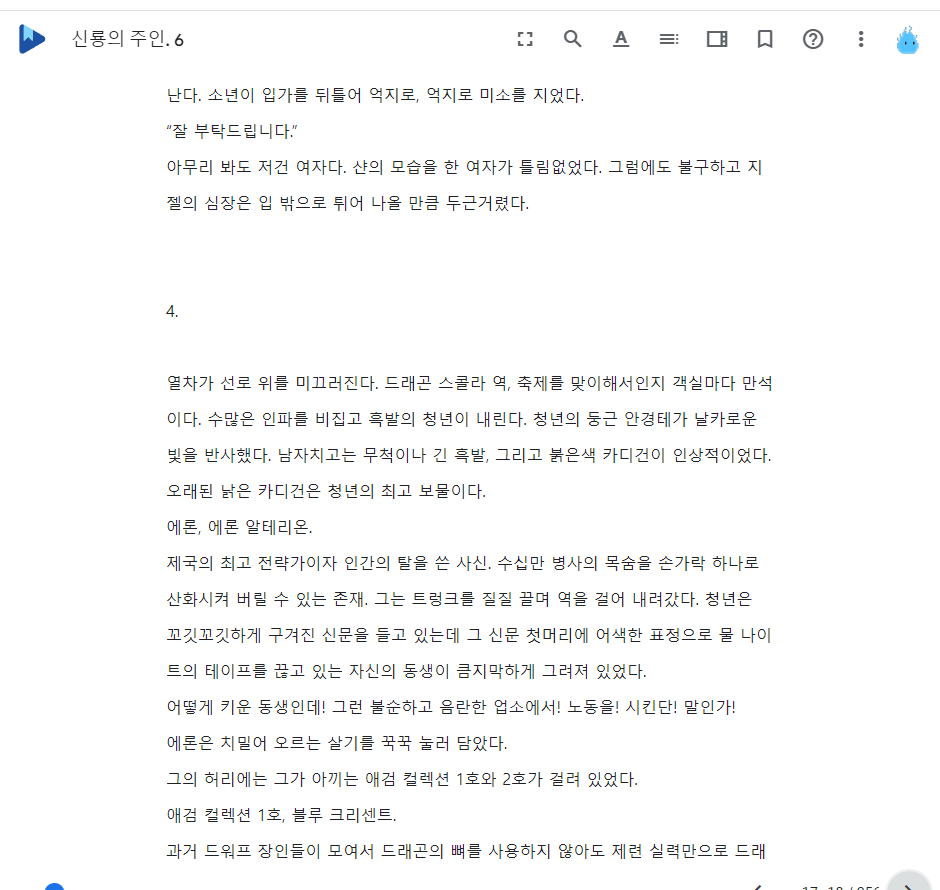 신룡의 주인. 6
난다. 소년이 입가를 뒤틀어 억지로, 억지로 미소를 지었다.
“잘 부탁드립니다.”
아무리 봐도 저건 여자다. 샨의 모습을 한 여자가 틀림없었다. 그럼에도 불구하고 지
젤의 심장은 입 밖으로 튀어 나올 만큼 두근거렸다.
4.
열차가 선로 위를 미끄러진다. 드래곤 스콜라 역, 축제를 맞이해서인지 객실마다 만석
이다. 수많은 인파를 비집고 흑발의 청년이 내린다. 청년의 둥근 안경테가 날카로운
빛을 반사했다. 남자치고는 무척이나 긴 흑발, 그리고 붉은색 카디건이 인상적이었다.
오래된 낡은 카디건은 청년의 최고 보물이다.
에론, 에론 알테리온.
제국의 최고 전략가이자 인간의 탈을 쓴 사신. 수십만 병사의 목숨을 손가락 하나로
산화시켜 버릴 수 있는 존재. 그는 트렁크를 질질 끌며 역을 걸어 내려갔다. 청년은
꼬깃꼬깃하게 구겨진 신문을 들고 있는데 그 신문 첫머리에 어색한 표정으로 물 나이
트의 테이프를 끊고 있는 자신의 동생이 큼지막하게 그려져 있었다.
어떻게 키운 동생인데! 그런 불순하고 음란한 업소에서! 노동을! 시킨단! 말인가!
에론은 치밀어 오르는 살기를 꾹꾹 눌러 담았다.
그의 허리에는 그가 아끼는 애검 컬렉션 1호와 2호가 걸려 있었다.
애검 컬렉션 1호, 블루 크리센트.
과거 드워프 장인들이 모여서 드래곤의 뼈를 사용하지 않아도 제련 실력만으로 드래